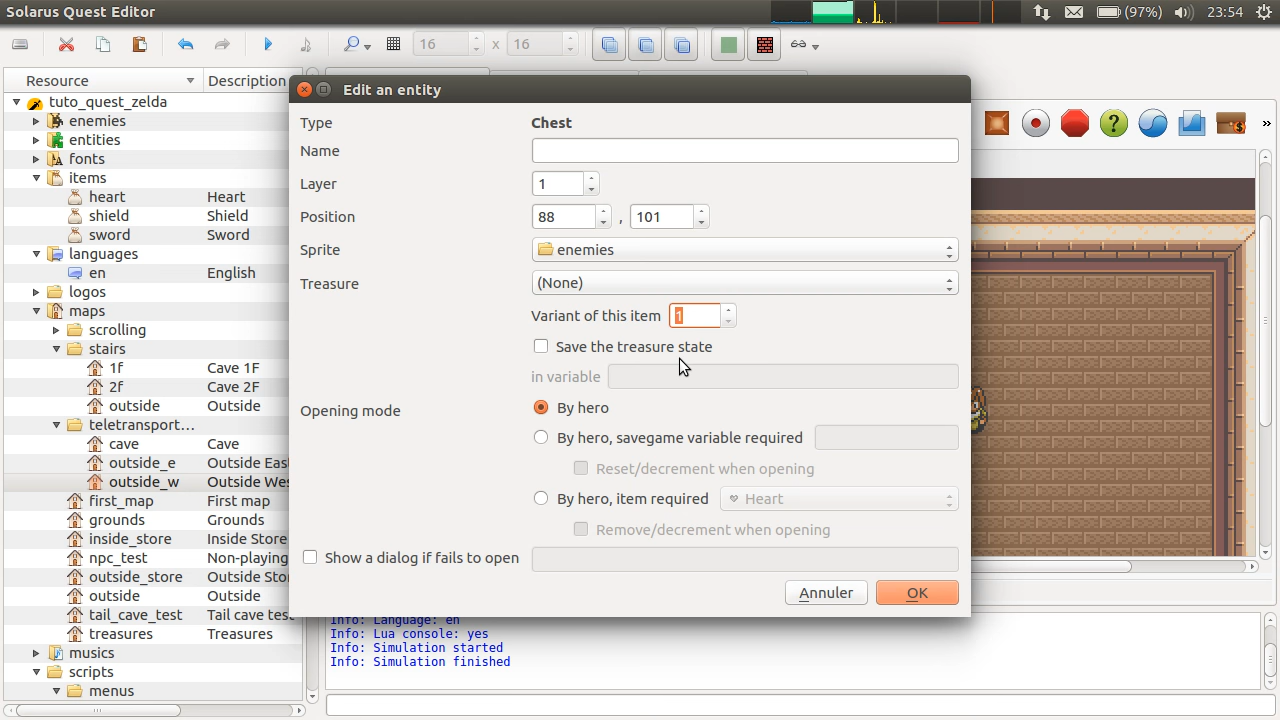 Solarus Quest Editor
(97%)
23:54
16 x 16
Resource
Description
tuto_quest_zelda
enemies
entities
fonts
items
heart Heart
shield Shield
sword Sword
languages
en English
logos
maps
scrolling
stairs
1f Cave 1F
2f Cave 2F
outside Outside
teletransport...
cave Cave
outside_e Outside Eas
outside_w Outside Wes
first_map First map
grounds Grounds
inside_store Inside Store
npc_test Non-playing
outside_store Outside Sto
outside Outside
tail_cave_test Tail cave test
treasures Treasures
musics
scripts
menus
Edit an entity
Type Chest
Name
Layer 1
Position 88 , 101
Sprite enemies
Treasure (None)
Variant of this item 1
Save the treasure state
in variable
Opening mode By hero
By hero, savegame variable required
Reset/decrement when opening
By hero, item required Heart
Remove/decrement when opening
Show a dialog if fails to open
Annuler OK
»
Info: Language: en
Info: Lua console: yes
Info: Simulation started
Info: Simulation finished